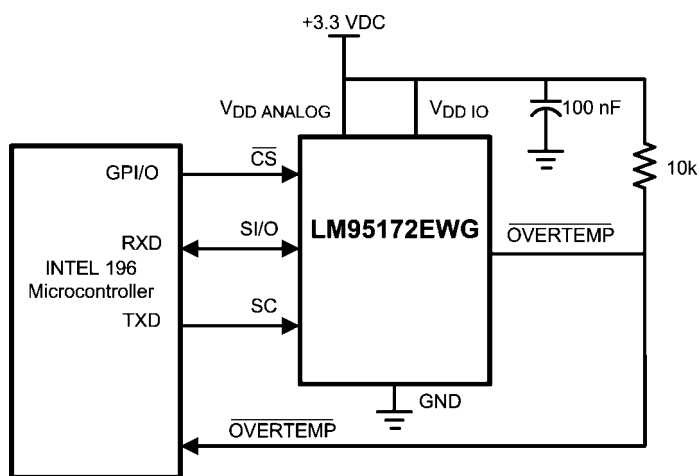 +3.3 VDC
VDD ANALOG
VDD IO
100 nF
10k
GPI/O
CS
SI/O
LM95172EWG
OVERTEMP
RXD
INTEL 196
Microcontroller
TXD
SC
GND
OVERTEMP